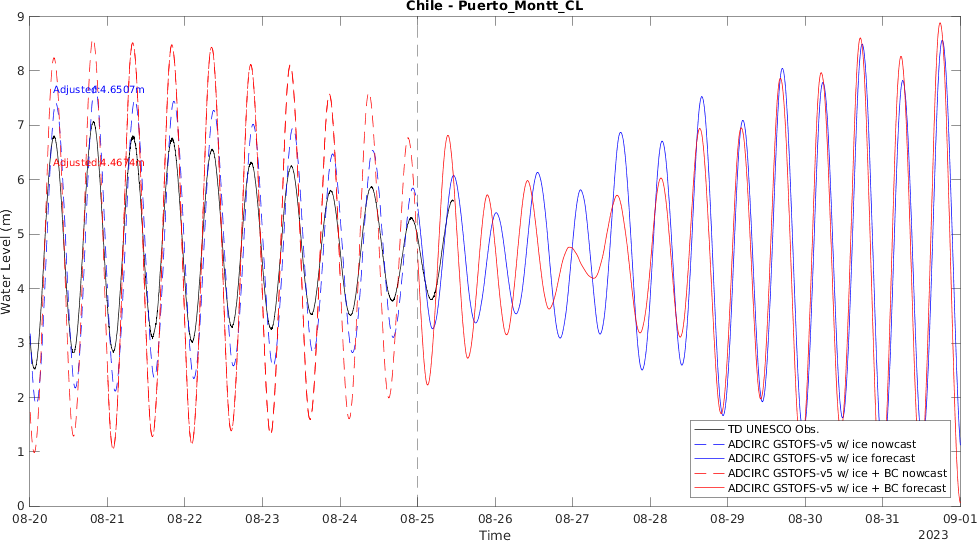 Chile - Puerto_Montt_CL
9
8
7
6
5
4
3
2
1
0
Water Level (m)
Adjusted:4.6507m
Adjusted:4.4674m
TD UNESCO Obs.
ADCIRC GSTOFS-v5 w/ ice nowcast
ADCIRC GSTOFS-v5 w/ ice forecast
ADCIRC GSTOFS-v5 w/ ice + BC nowcast
ADCIRC GSTOFS-v5 w/ ice + BC forecast
08-20 08-21 08-22 08-23 08-24 08-25 08-26 08-27 08-28 08-29 08-30 08-31 09-01
Time
2023